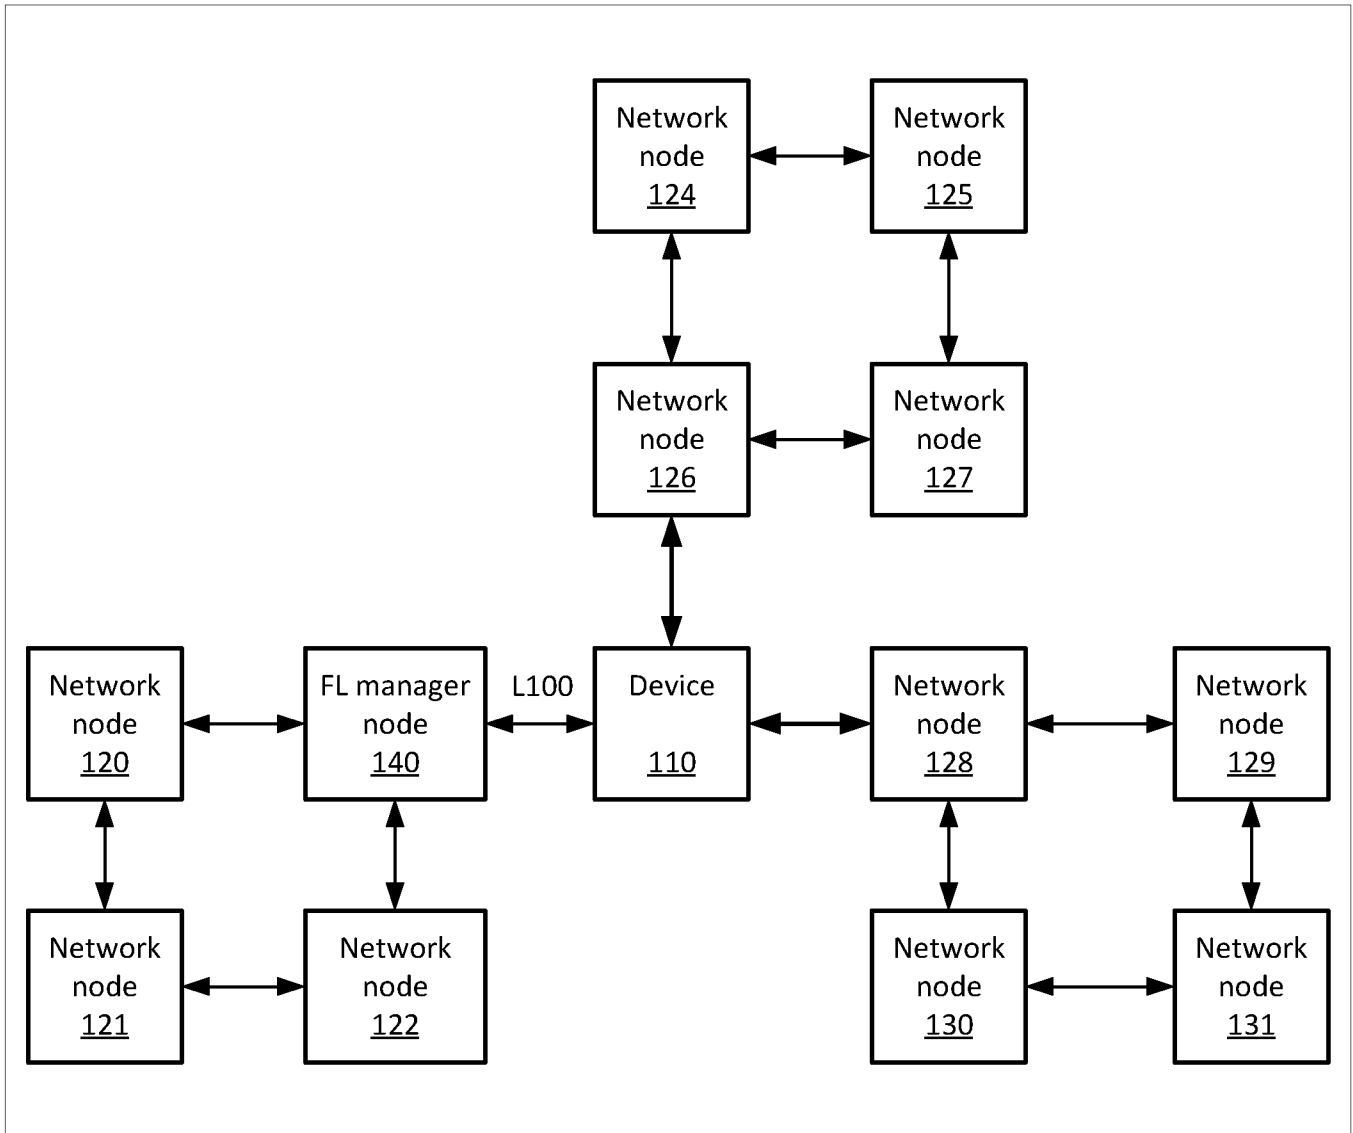 Network
node
124
Network
node
125
Network
node
126
Network
node
127
Network
node
120
FL manager
node
140
L100
Device
110
Network
node
128
Network
node
129
Network
node
121
Network
node
122
Network
node
130
Network
node
131